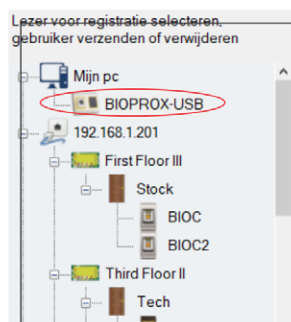 Lezer voor registratie selecteren,
gebruiker verzenden of verwijderen
Mijn pc
BIOPROX-USB
192.168.1.201
First Floor III
Stock
BIOC
BIOC2
Third Floor II
Tech